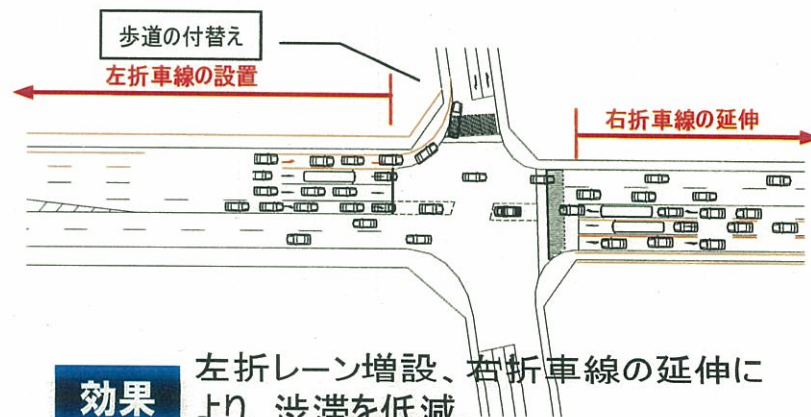 歩道の付替え
左折車線の設置
右折車線の延伸
効果
左折レーン増設、右折車線の延伸に
より、渋滞を低減